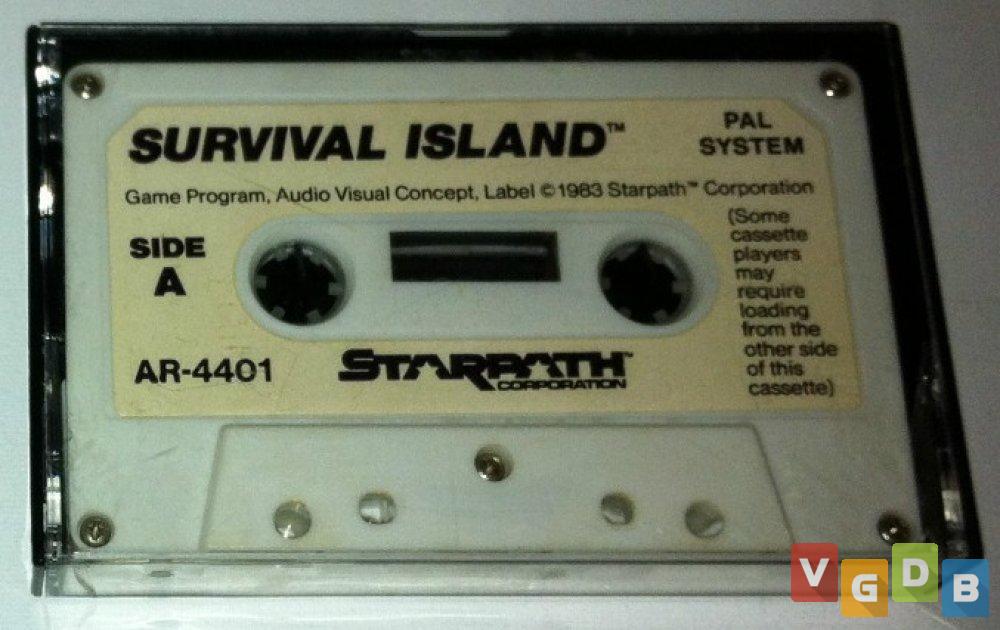 SURVIVAL ISLAND™
PAL
SYSTEM
Game Program, Audio Visual Concept, Label ©1983 Starpath™ Corporation
SIDE
A
(Some
cassette
players
may
require
loading
from the
other side
of this
cassette)
AR-4401
STARPATH™
CORPORATION
VGDB